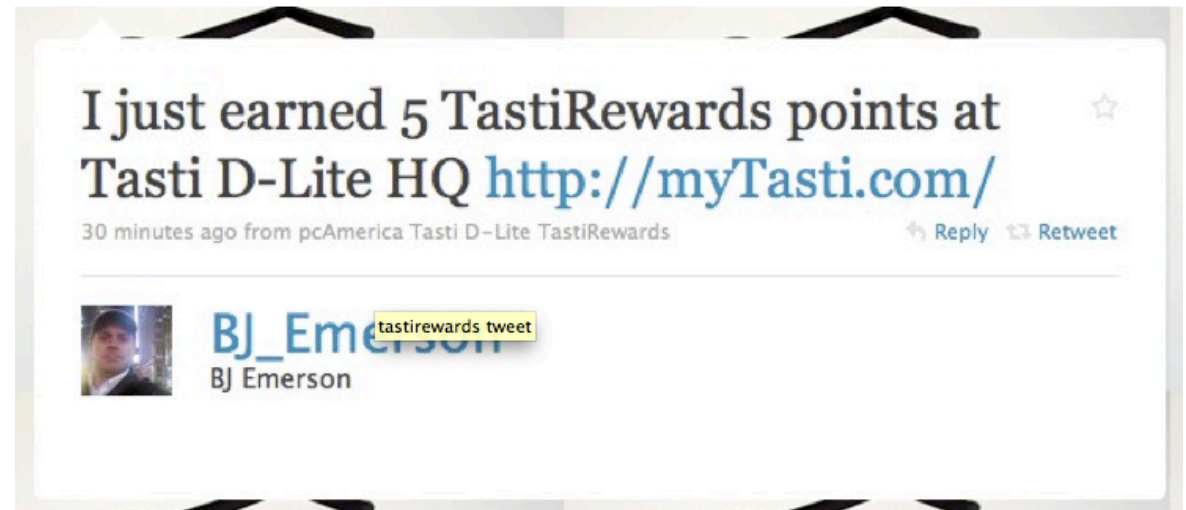 I just earned 5 TastiRewards points at
Tasti D-Lite HQ http://myTasti.com/
30 minutes ago from pcAmerica Tasti D-Lite TastiRewards
Reply Retweet
BJ_Emerson
tastirewards tweet
BJ Emerson